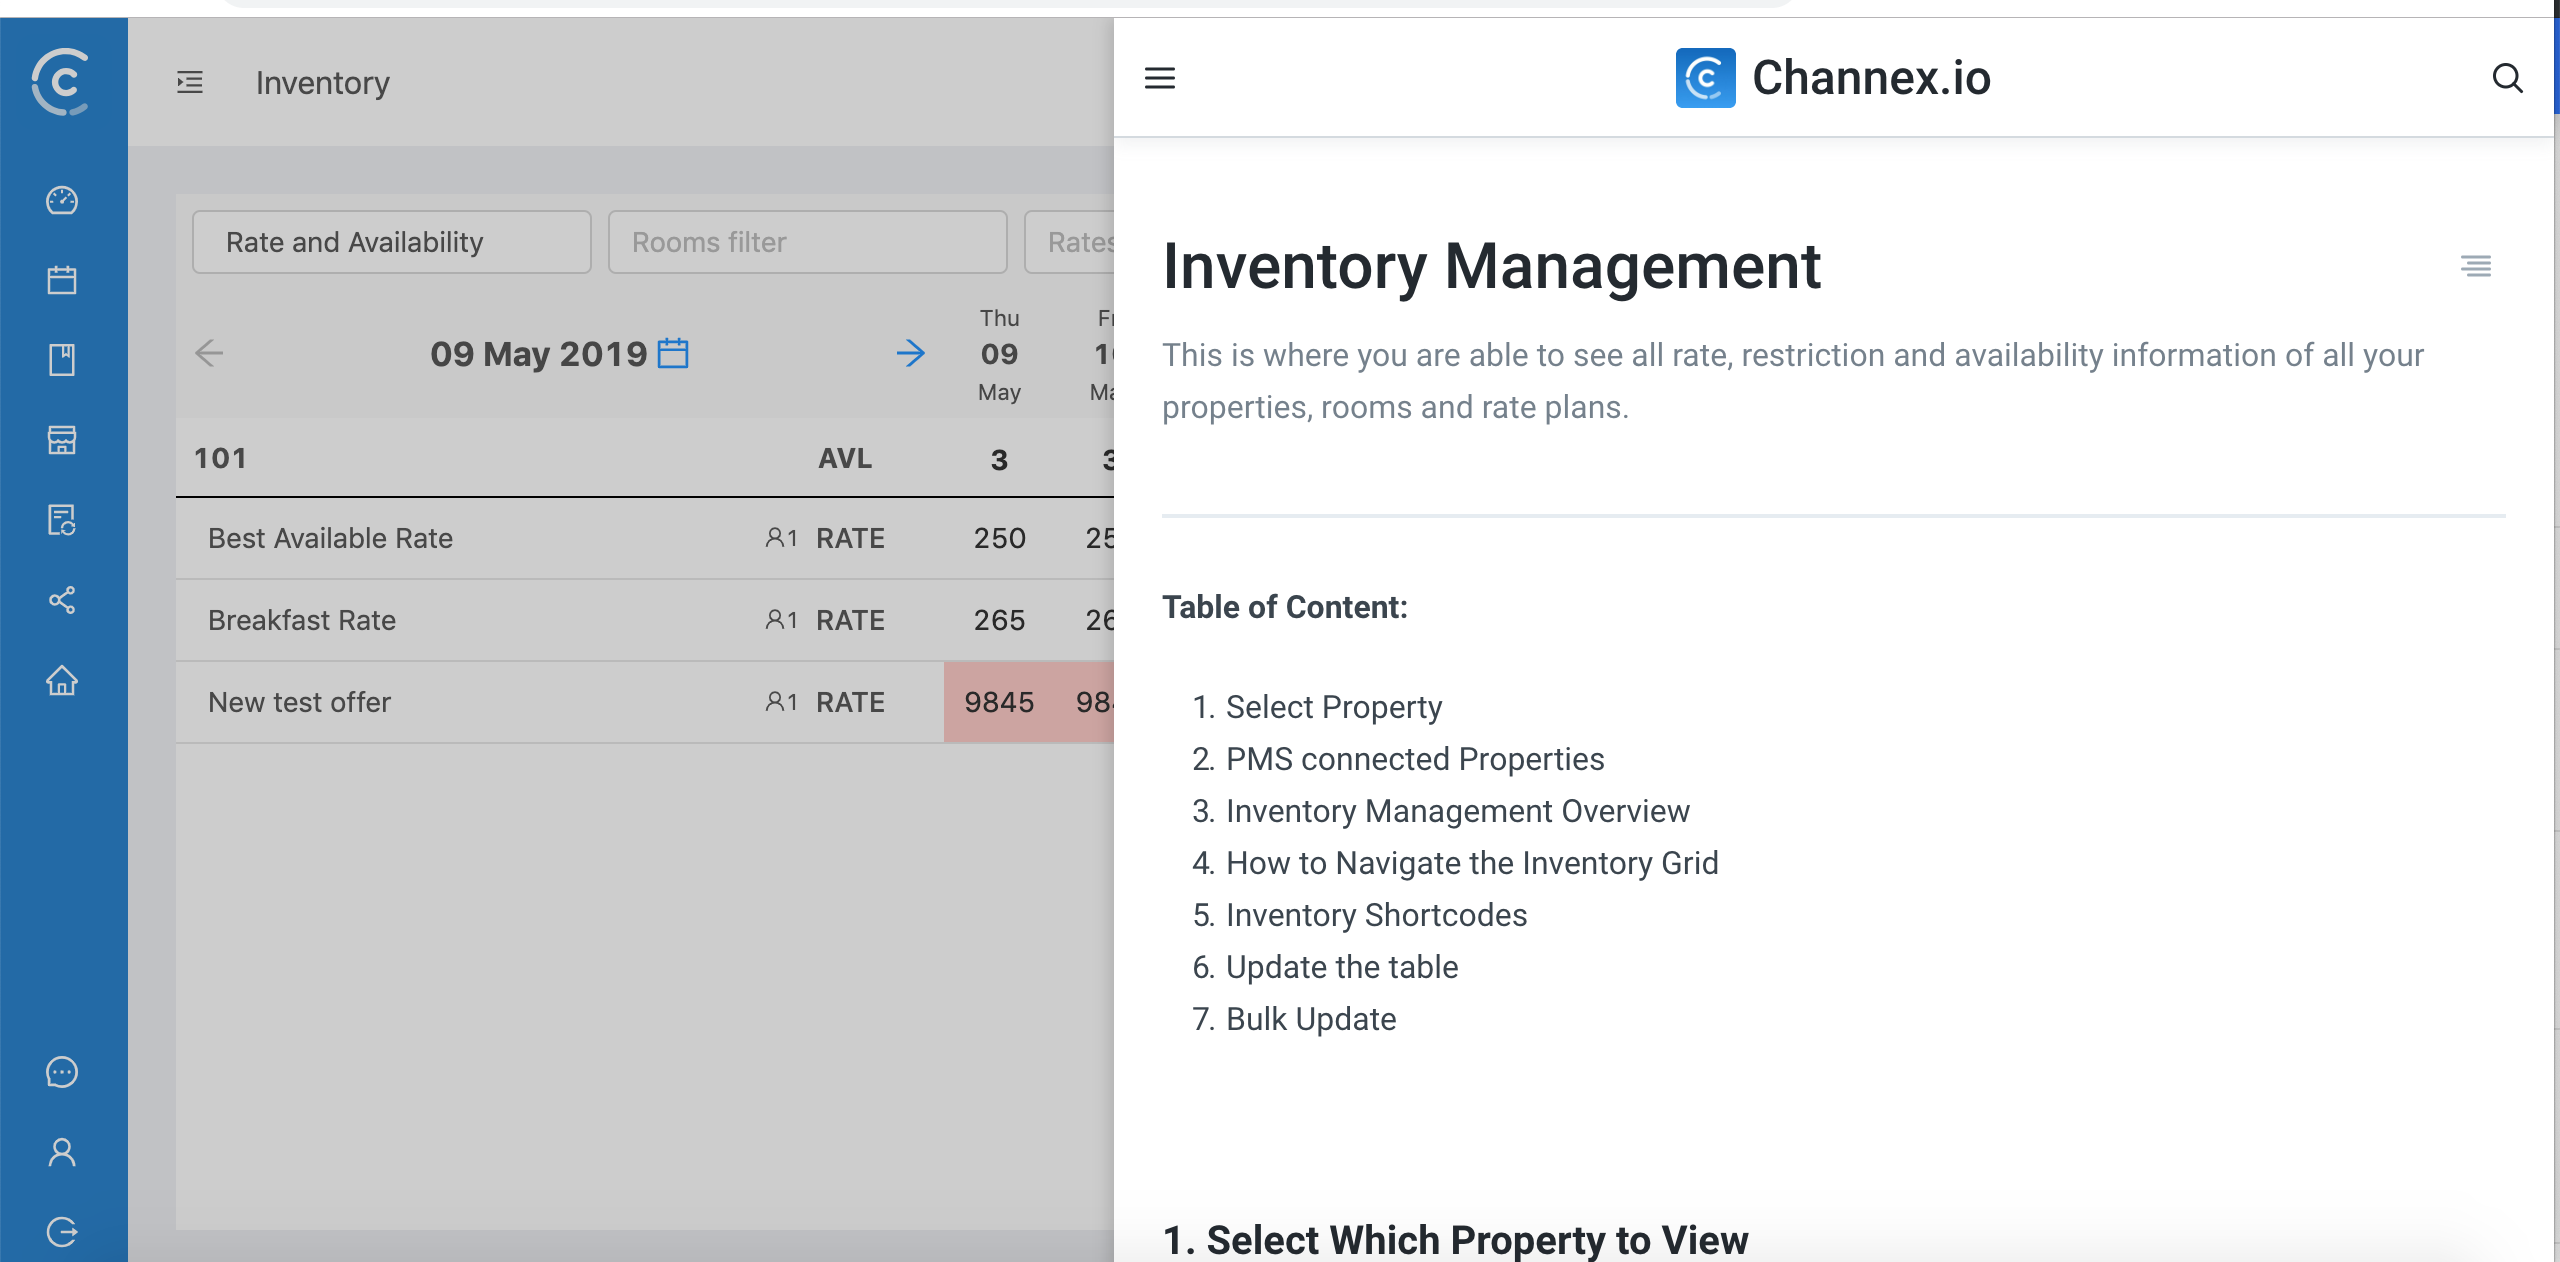 Inventory
Rate and Availability
Rooms filter
Rates
09 May 2019
Thu
09
May
101
AVL
3
3
Best Available Rate
1 RATE
250
25
Breakfast Rate
1 RATE
265
26
New test offer
1 RATE
9845
98
Channex.io
Inventory Management
This is where you are able to see all rate, restriction and availability information of all your
properties, rooms and rate plans.
Table of Content:
1. Select Property
2. PMS connected Properties
3. Inventory Management Overview
4. How to Navigate the Inventory Grid
5. Inventory Shortcodes
6. Update the table
7. Bulk Update
1. Select Which Property to View